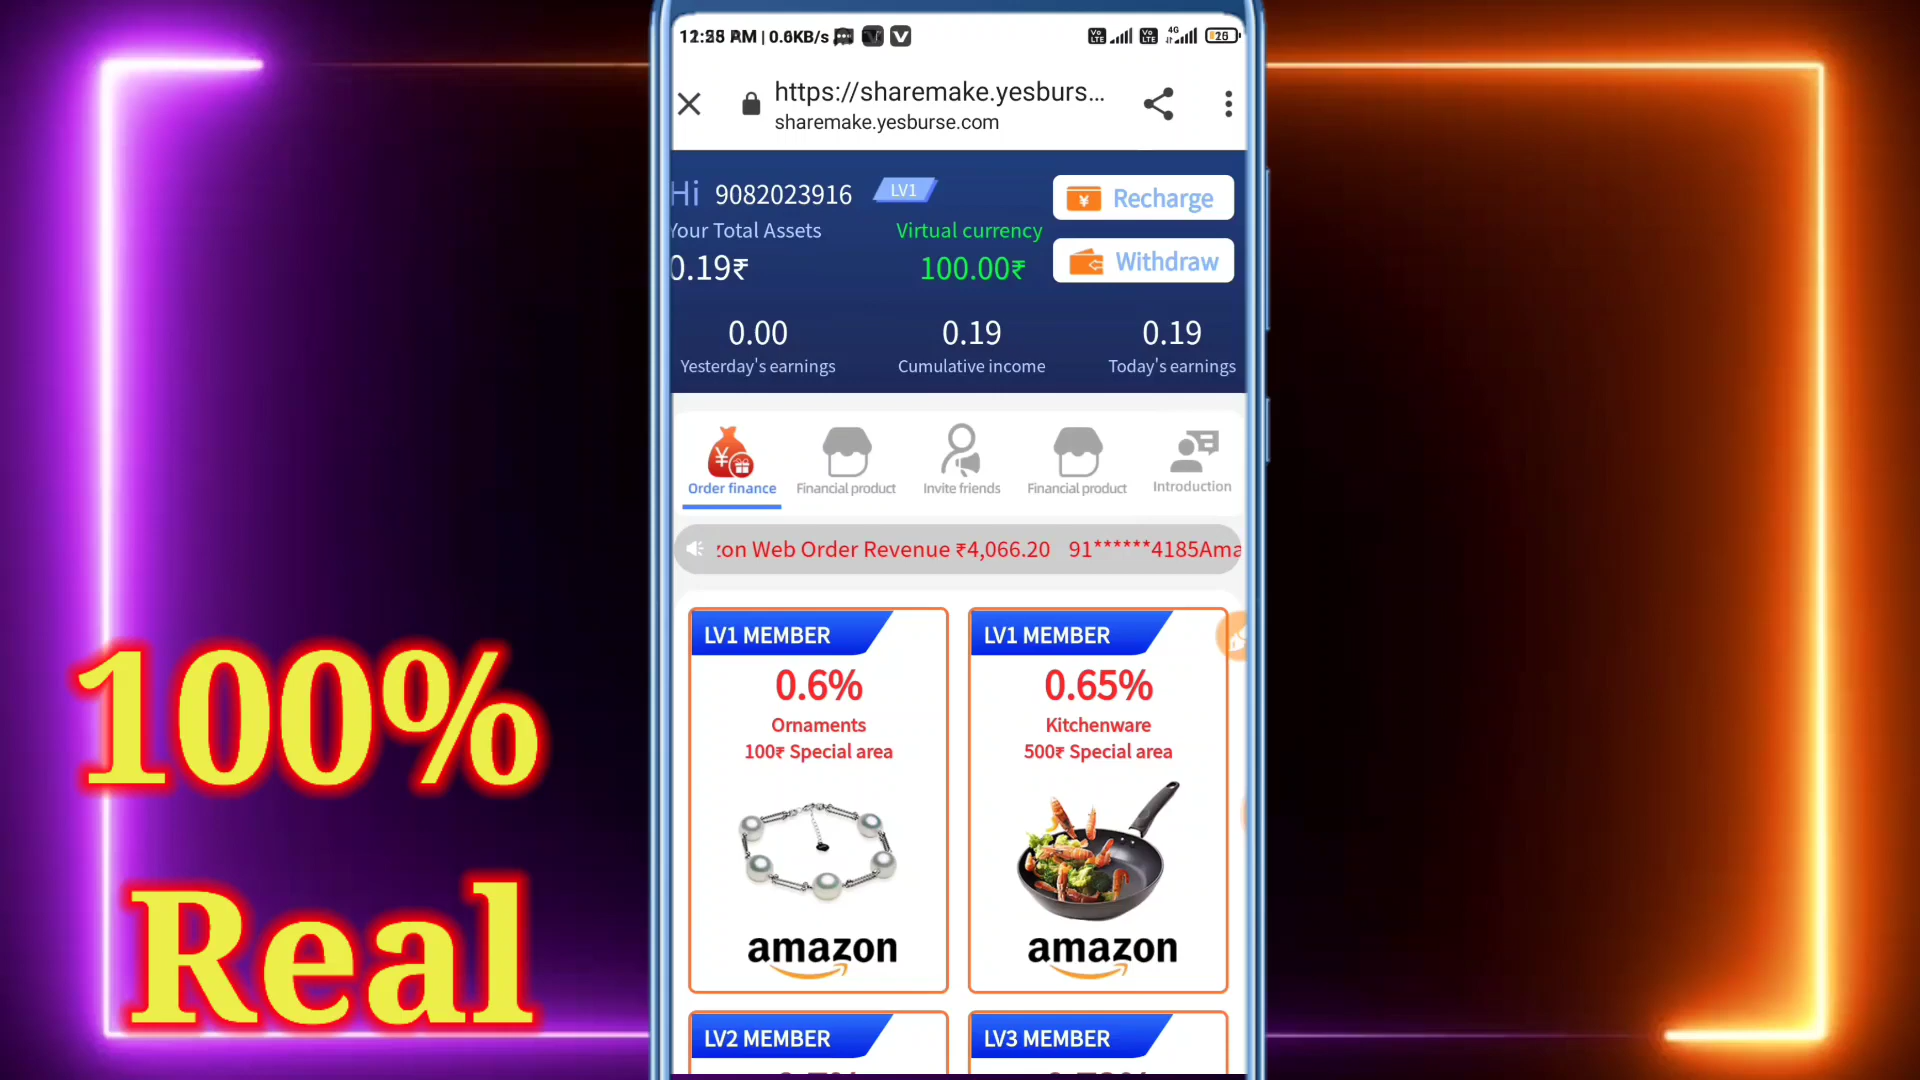 | 0.6KB/s
4G
26
https://sharemake.yesburs...
sharemake.yesburse.com
Hi 9082023916 LV1
Recharge
Your Total Assets
Virtual currency
0.19₹
100.00₹
Withdraw
0.00
0.19
0.19
Yesterday's earnings
Cumulative income
Today's earnings
Order finance
Financial product
Invite friends
Financial product
Introduction
zon Web Order Revenue ₹4,066.20 91******4185Ama
LV1 MEMBER
0.6%
Ornaments
100₹ Special area
amazon
LV1 MEMBER
0.65%
Kitchenware
500₹ Special area
amazon
LV2 MEMBER
LV3 MEMBER
100%
Real